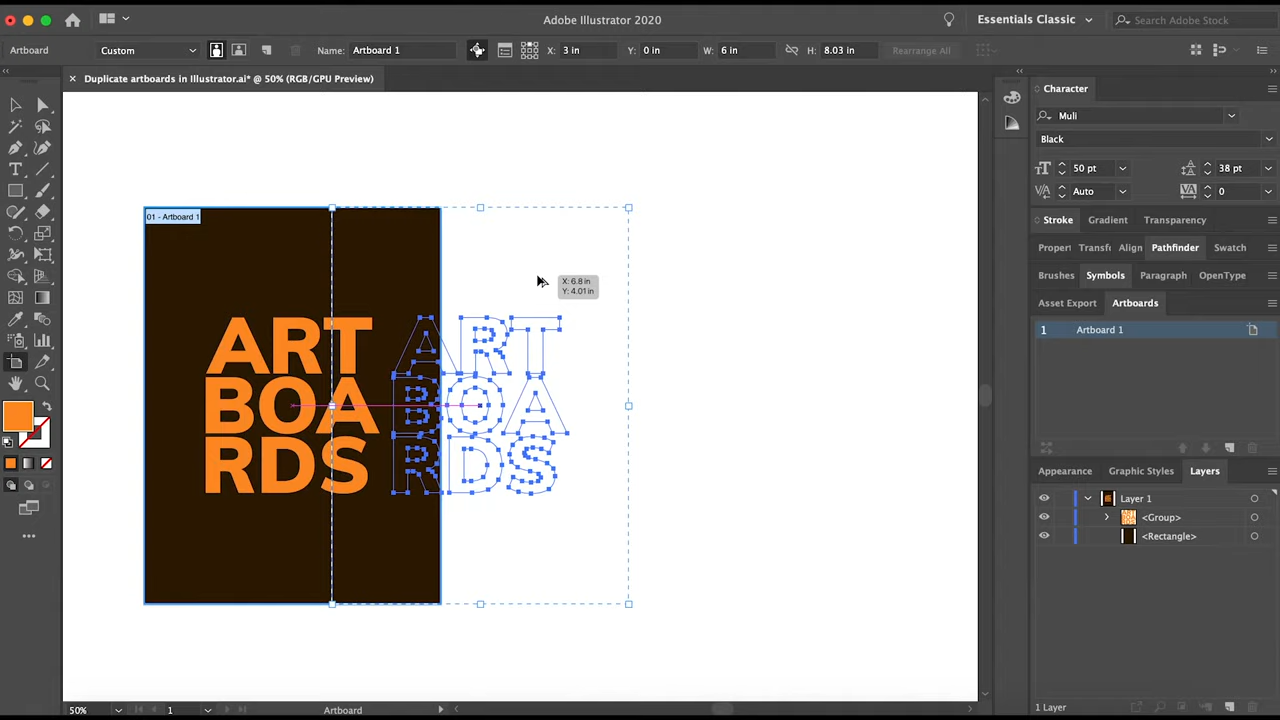 Adobe Illustrator 2020
Essentials Classic
Search Adobe Stock
Artboard
Custom
Name:
Artboard 1
X:
3 in
Y:
0 in
W:
6 in
H:
8.03 in
Rearrange All
Duplicate artboards in Illustrator.ai* @ 50% (RGB/GPU Preview)
01 - Artboard 1
X: 6.8 in
Y: 4.01 in
ART
BOA
RDS
ART
BOA
RDS
Character
Muli
Black
50 pt
38 pt
Auto
0
Stroke
Gradient
Transparency
Proper
Transfo
Align
Pathfinder
Swatch
Brushes
Symbols
Paragraph
OpenType
Asset Export
Artboards
1
Artboard 1
Appearance
Graphic Styles
Layers
Layer 1
<Group>
<Rectangle>
1 Layer
50%
1
Artboard